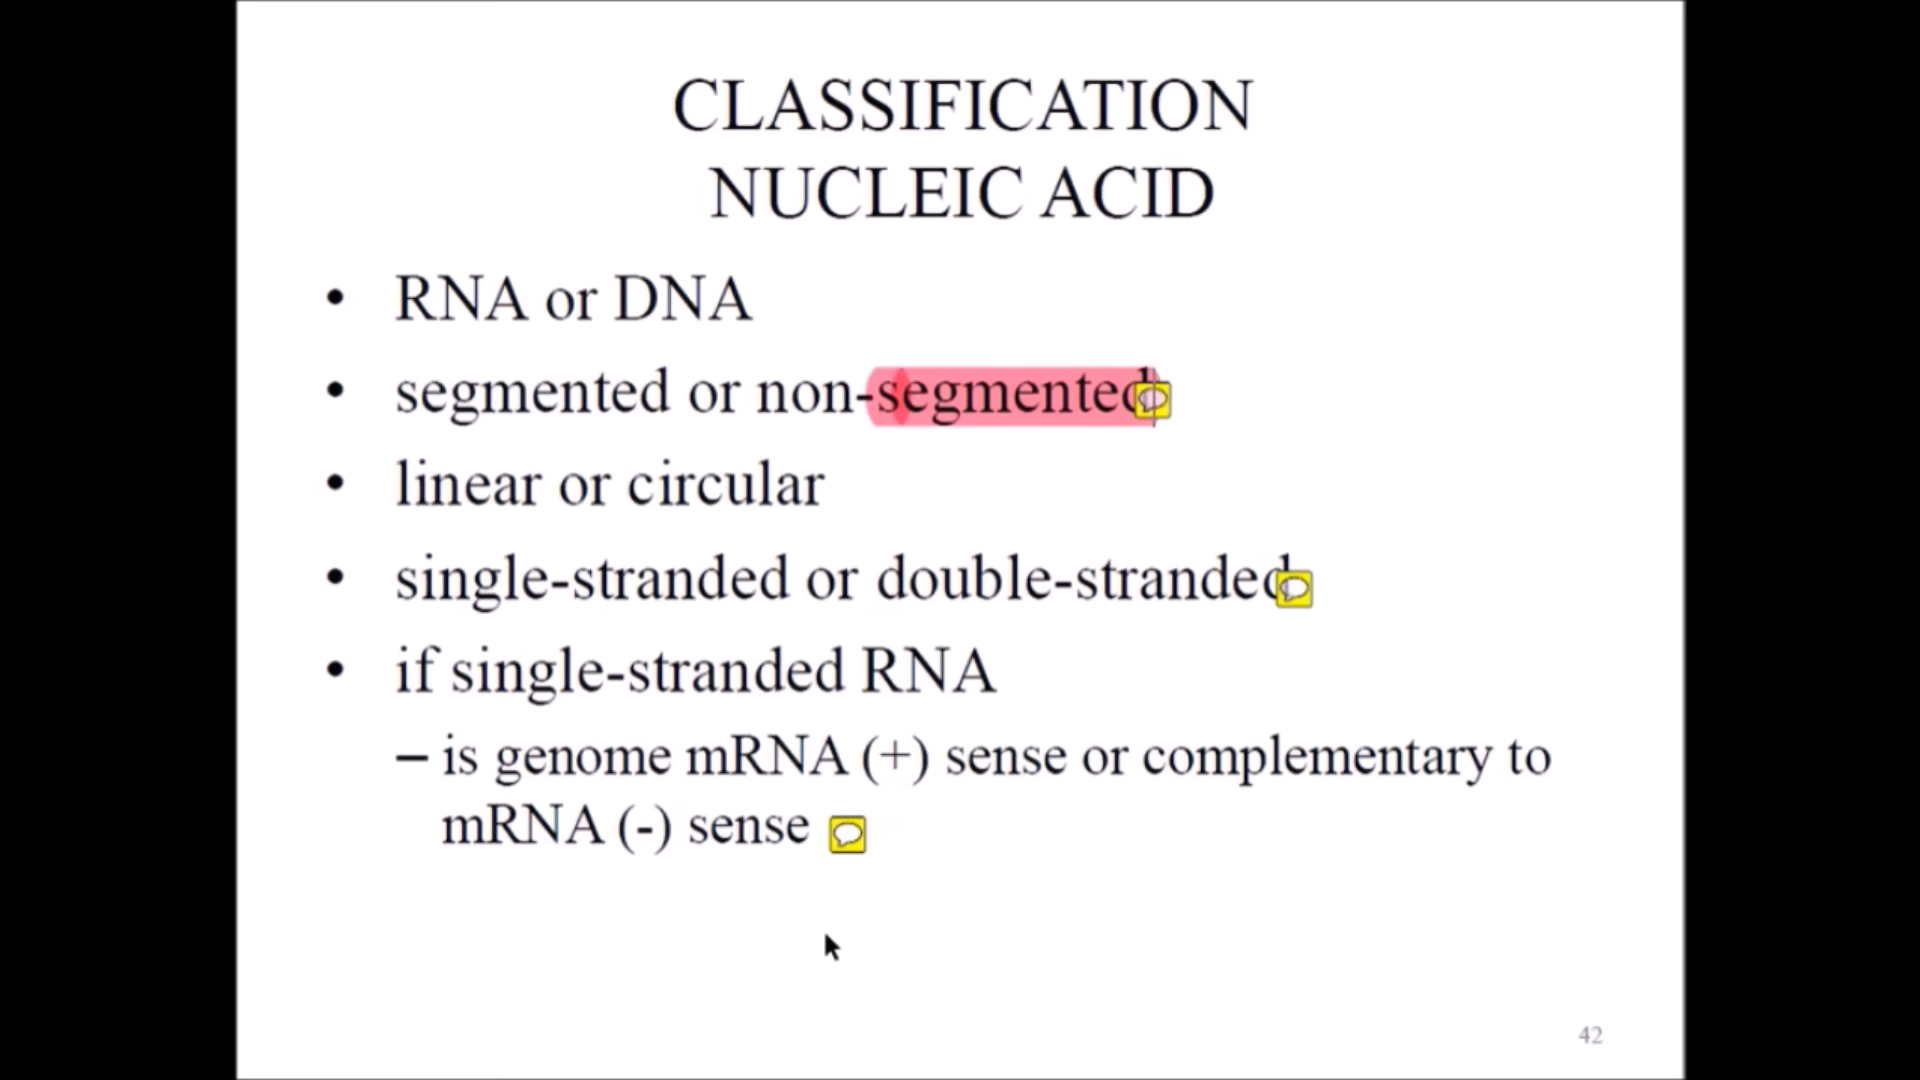 CLASSIFICATION
NUCLEIC ACID
• RNA or DNA
• segmented or non-segmented
• linear or circular
• single-stranded or double-stranded
• if single-stranded RNA
– is genome mRNA (+) sense or complementary to
mRNA (-) sense
42